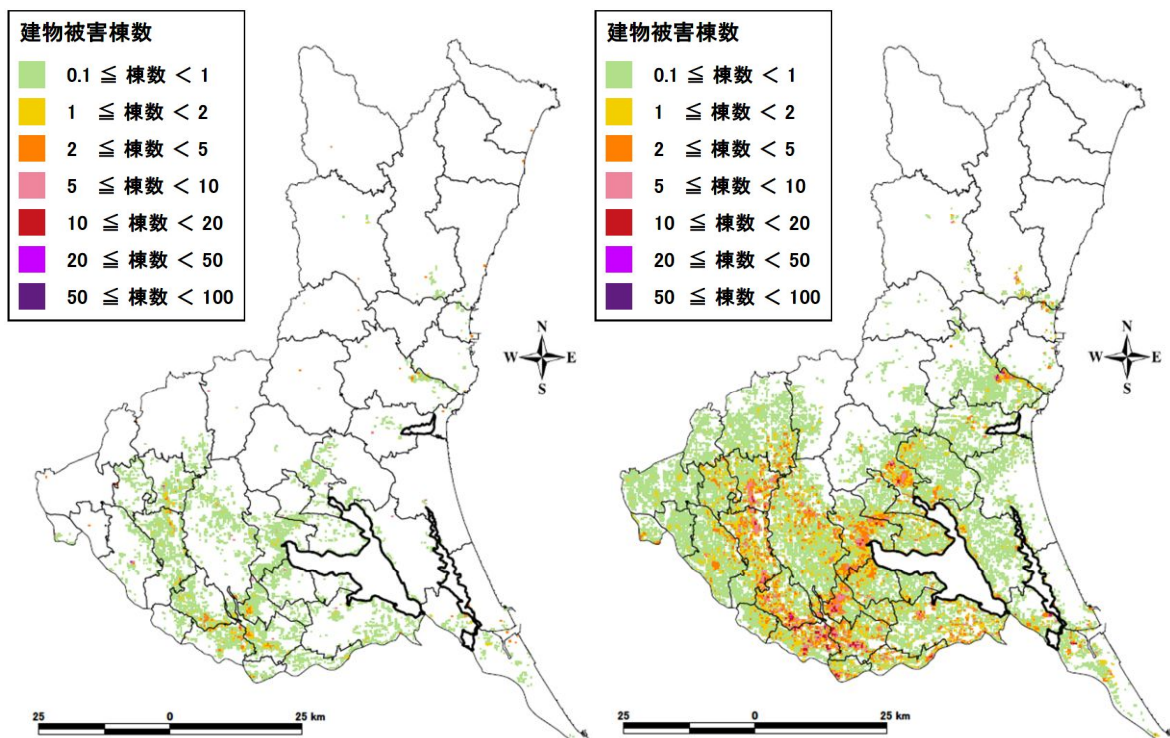 建物被害棟数
0.1 ≦ 棟数 < 1
1 ≦ 棟数 < 2
2 ≦ 棟数 < 5
5 ≦ 棟数 < 10
10 ≦ 棟数 < 20
20 ≦ 棟数 < 50
50 ≦ 棟数 < 100
N
W E
S
25 0 25 km
建物被害棟数
0.1 ≦ 棟数 < 1
1 ≦ 棟数 < 2
2 ≦ 棟数 < 5
5 ≦ 棟数 < 10
10 ≦ 棟数 < 20
20 ≦ 棟数 < 50
50 ≦ 棟数 < 100
N
W E
S
25 0 25 km